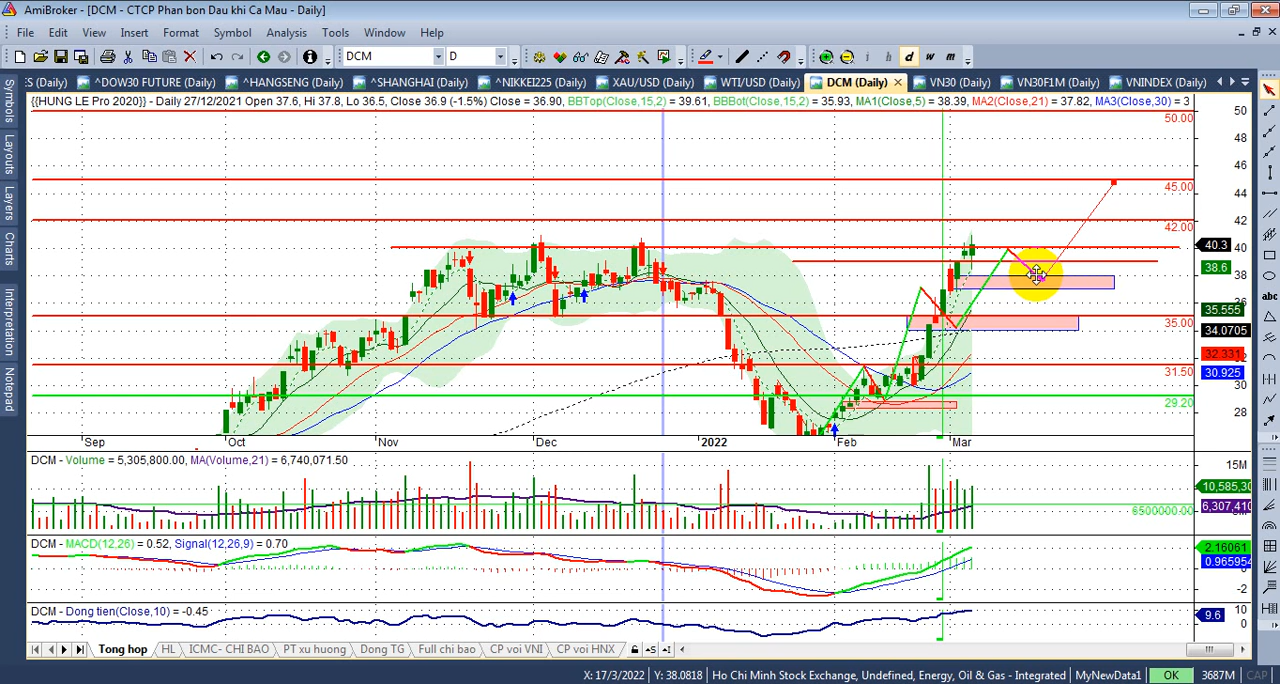 AmiBroker - [DCM - CTCP Phan bon Dau khi Ca Mau - Daily]
File Edit View Insert Format Symbol Analysis Tools Window Help
DCM D i h d w m
S (Daily) ^DOW30 FUTURE (Daily) ^HANGSENG (Daily) ^SHANGHAI (Daily) ^NIKKEI225 (Daily) XAU/USD (Daily) WTI/USD (Daily) DCM (Daily) VN30 (Daily) VN30F1M (Daily) VNINDEX (Daily)
Symbols
Layouts
Layers
Charts
Interpretation
Notepad
{{HUNG LE Pro 2020}} - Daily 27/12/2021 Open 37.6, Hi 37.8, Lo 36.5, Close 36.9 (-1.5%) Close = 36.90, BBTop(Close,15,2) = 39.61, BBBot(Close,15,2) = 35.93, MA1(Close,5) = 38.39, MA2(Close,21) = 37.82, MA3(Close,30) = 3
50
50.00
48
46
45.00
44
42
42.00
40.3
40
38.6
38
36
35.555
35.00
34.0705
32.331
31.50
30.925
30
29.20
28
Sep Oct Nov Dec 2022 Feb Mar
DCM - Volume = 5,305,800.00, MA(Volume,21) = 6,740,071.50
15M
10,585,30
6,307,410
6500000.00
DCM - MACD(12,26) = 0.52, Signal(12,26,9) = 0.70
2.16061
0.965954
-2
DCM - Dong tien(Close,10) = -0.45
10
9.6
0
Tong hop HL ICMC- CHI BAO PT xu huong Dong TG Full chi bao CP voi VNI CP voi HNX
X: 17/3/2022 Y: 38.0818 Ho Chi Minh Stock Exchange, Undefined, Energy, Oil & Gas - Integrated MyNewData1 OK 3687M CAP
abc